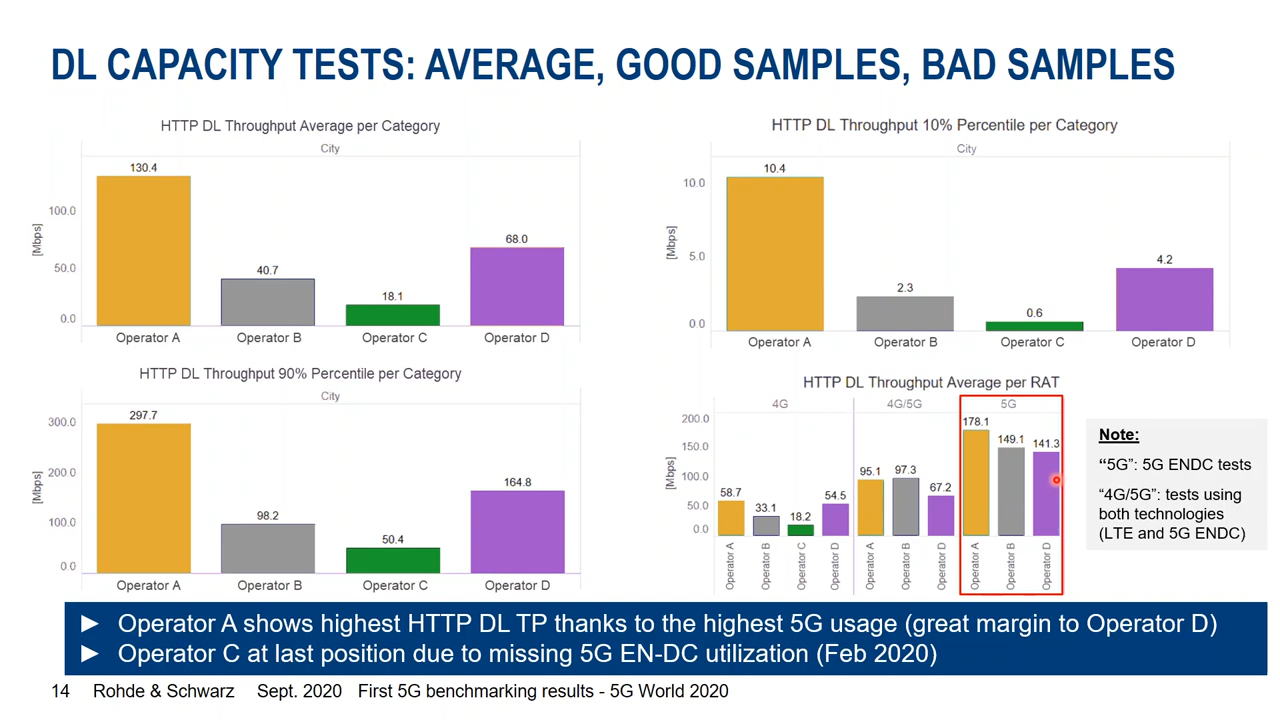 DL CAPACITY TESTS: AVERAGE, GOOD SAMPLES, BAD SAMPLES
HTTP DL Throughput Average per Category
City
[Mbps]
100.0
50.0
0.0
130.4
40.7
18.1
68.0
Operator A
Operator B
Operator C
Operator D
HTTP DL Throughput 10% Percentile per Category
City
[Mbps]
10.0
5.0
0.0
10.4
2.3
0.6
4.2
Operator A
Operator B
Operator C
Operator D
HTTP DL Throughput 90% Percentile per Category
City
[Mbps]
300.0
200.0
100.0
0.0
297.7
98.2
50.4
164.8
Operator A
Operator B
Operator C
Operator D
HTTP DL Throughput Average per RAT
4G
4G/5G
5G
[Mbps]
200.0
150.0
100.0
50.0
0.0
58.7
33.1
18.2
54.5
95.1
97.3
67.2
178.1
149.1
141.3
Operator A
Operator B
Operator C
Operator D
Operator A
Operator B
Operator D
Operator A
Operator B
Operator D
Note:
“5G”: 5G ENDC tests
“4G/5G”: tests using
both technologies
(LTE and 5G ENDC)
► Operator A shows highest HTTP DL TP thanks to the highest 5G usage (great margin to Operator D)
► Operator C at last position due to missing 5G EN-DC utilization (Feb 2020)
14 Rohde & Schwarz Sept. 2020 First 5G benchmarking results - 5G World 2020